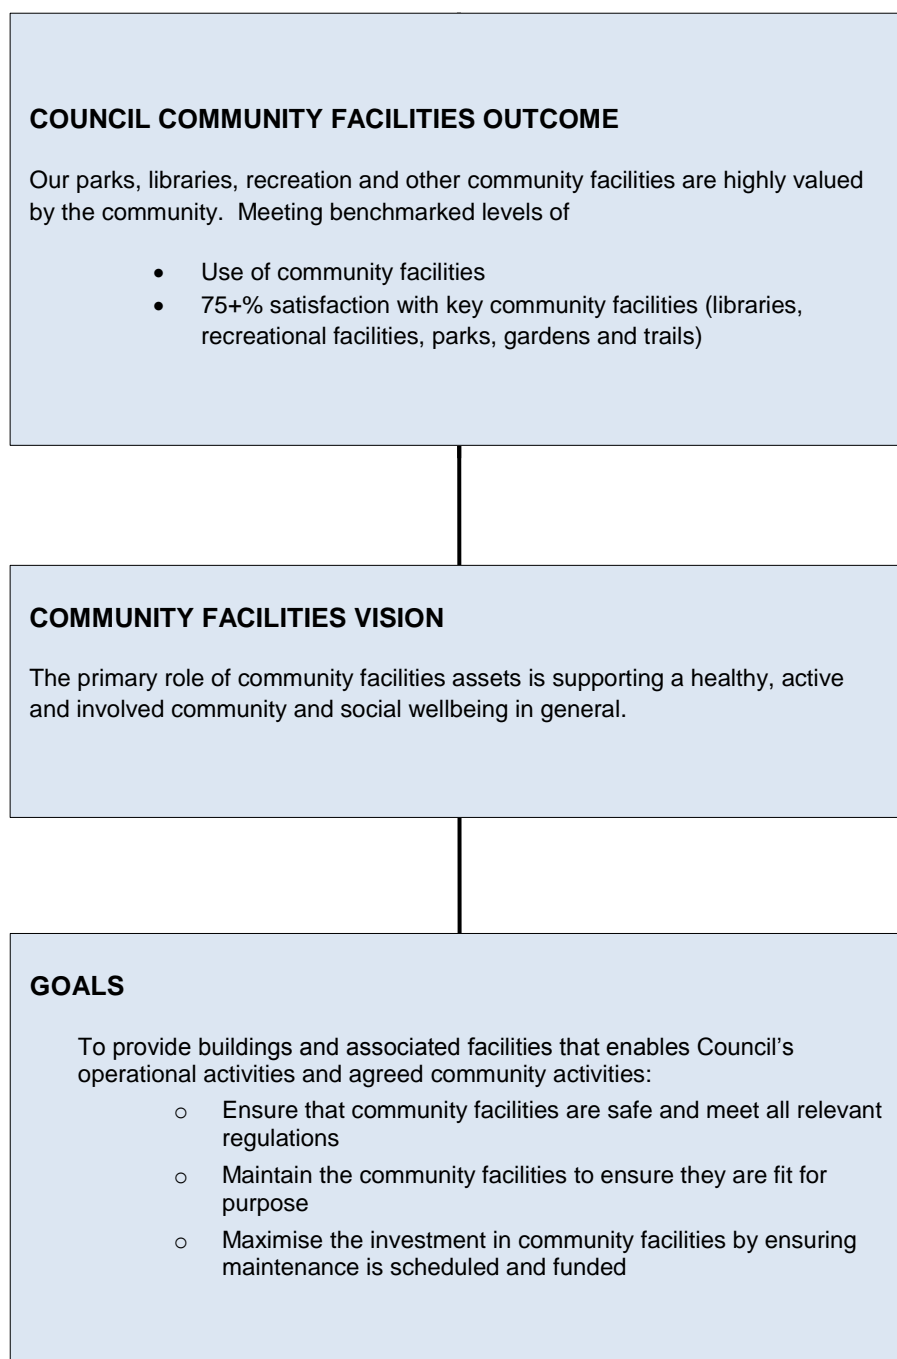 COUNCIL COMMUNITY FACILITIES OUTCOME
Our parks, libraries, recreation and other community facilities are highly valued
by the community.  Meeting benchmarked levels of
• Use of community facilities
• 75+% satisfaction with key community facilities (libraries,
recreational facilities, parks, gardens and trails)
COMMUNITY FACILITIES VISION
The primary role of community facilities assets is supporting a healthy, active
and involved community and social wellbeing in general.
GOALS
To provide buildings and associated facilities that enables Council’s
operational activities and agreed community activities:
o Ensure that community facilities are safe and meet all relevant
regulations
o Maintain the community facilities to ensure they are fit for
purpose
o Maximise the investment in community facilities by ensuring
maintenance is scheduled and funded